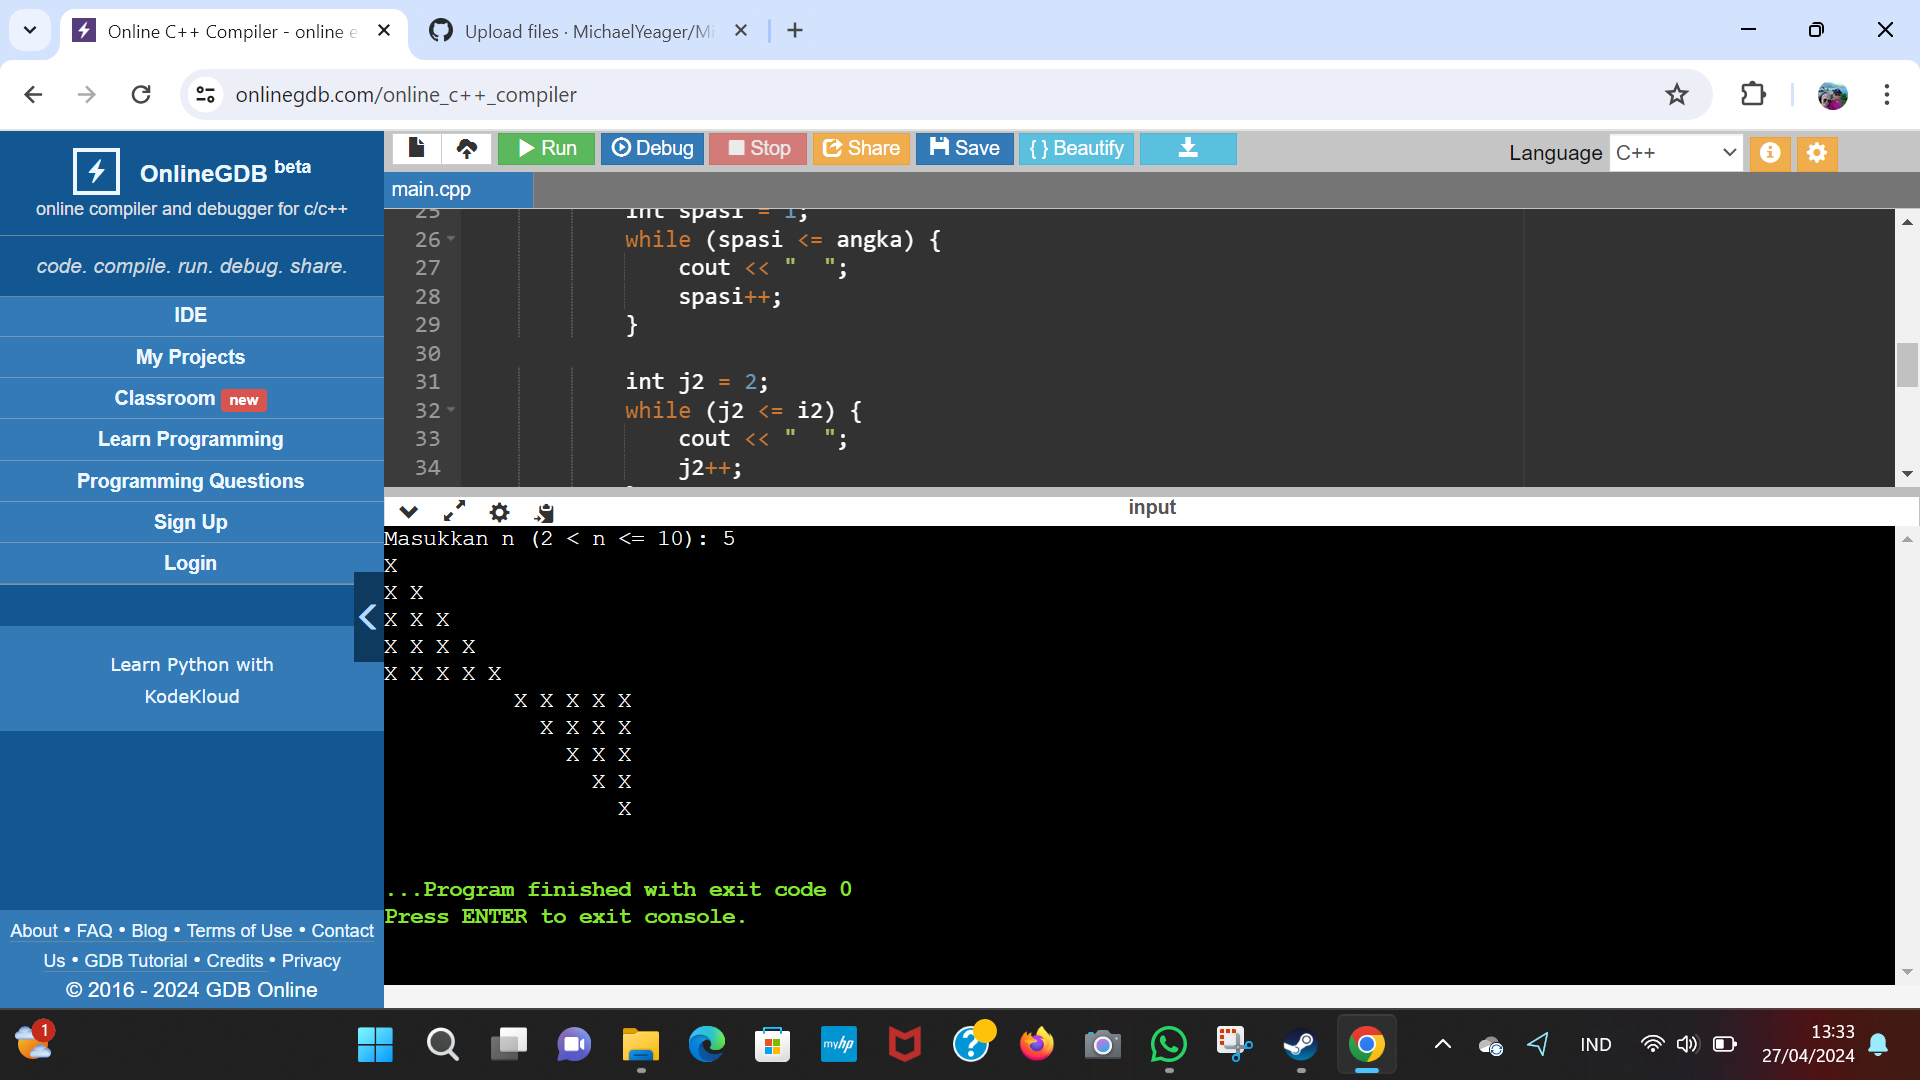 Online C++ Compiler - online e
Upload files · MichaelYeager/Mi
onlinegdb.com/online_c++_compiler
OnlineGDB beta
online compiler and debugger for c/c++
code. compile. run. debug. share.
IDE
My Projects
Classroom new
Learn Programming
Programming Questions
Sign Up
Login
Learn Python with
KodeKloud
About • FAQ • Blog • Terms of Use • Contact
Us • GDB Tutorial • Credits • Privacy
© 2016 - 2024 GDB Online
Run Debug Stop Share Save { } Beautify
Language C++
main.cpp
25 int spasi = 1;
26 while (spasi <= angka) {
27 cout << "  ";
28 spasi++;
29 }
30
31 int j2 = 2;
32 while (j2 <= i2) {
33 cout << "  ";
34 j2++;
input
Masukkan n (2 < n <= 10): 5
X
X X
X X X
X X X X
X X X X X
          X X X X X
            X X X X
              X X X
                X X
                  X
...Program finished with exit code 0
Press ENTER to exit console.
1
myhp
IND
13:33
27/04/2024